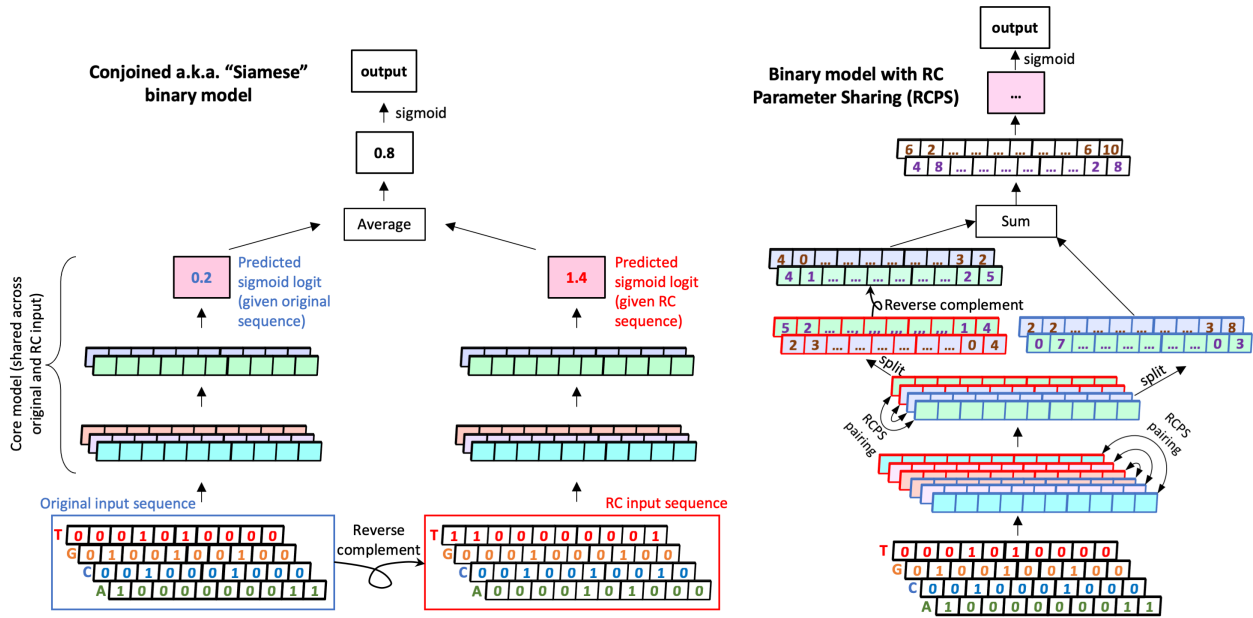 Conjoined a.k.a. “Siamese”
binary model
output
sigmoid
0.8
Average
0.2
Predicted
sigmoid logit
(given original
sequence)
1.4
Predicted
sigmoid logit
(given RC
sequence)
Core model (shared across
original and RC input)
Original input sequence
T 0 0 0 1 0 1 0 0 0 0
G 0 1 0 0 1 0 0 1 0 0
C 0 0 1 0 0 0 1 0 0 0
A 1 0 0 0 0 0 0 0 1 1
Reverse
complement
RC input sequence
T 1 1 0 0 0 0 0 0 0 1
G 0 0 0 1 0 0 0 1 0 0
C 0 0 1 0 0 1 0 0 1 0
A 0 0 0 0 1 0 1 0 0 0
Binary model with RC
Parameter Sharing (RCPS)
output
sigmoid
...
6 2 ... ... ... ... ... ... 6 10
4 8 ... ... ... ... ... ... 2 8
Sum
4 0 ... ... ... ... ... ... 3 2
4 1 ... ... ... ... ... ... 2 5
Reverse complement
5 2 ... ... ... ... ... ... 1 4
2 3 ... ... ... ... ... ... 0 4
2 2 ... ... ... ... ... ... 3 8
0 7 ... ... ... ... ... ... 0 3
split
split
RCPS
pairing
RCPS
pairing
T 0 0 0 1 0 1 0 0 0 0
G 0 1 0 0 1 0 0 1 0 0
C 0 0 1 0 0 0 1 0 0 0
A 1 0 0 0 0 0 0 0 1 1